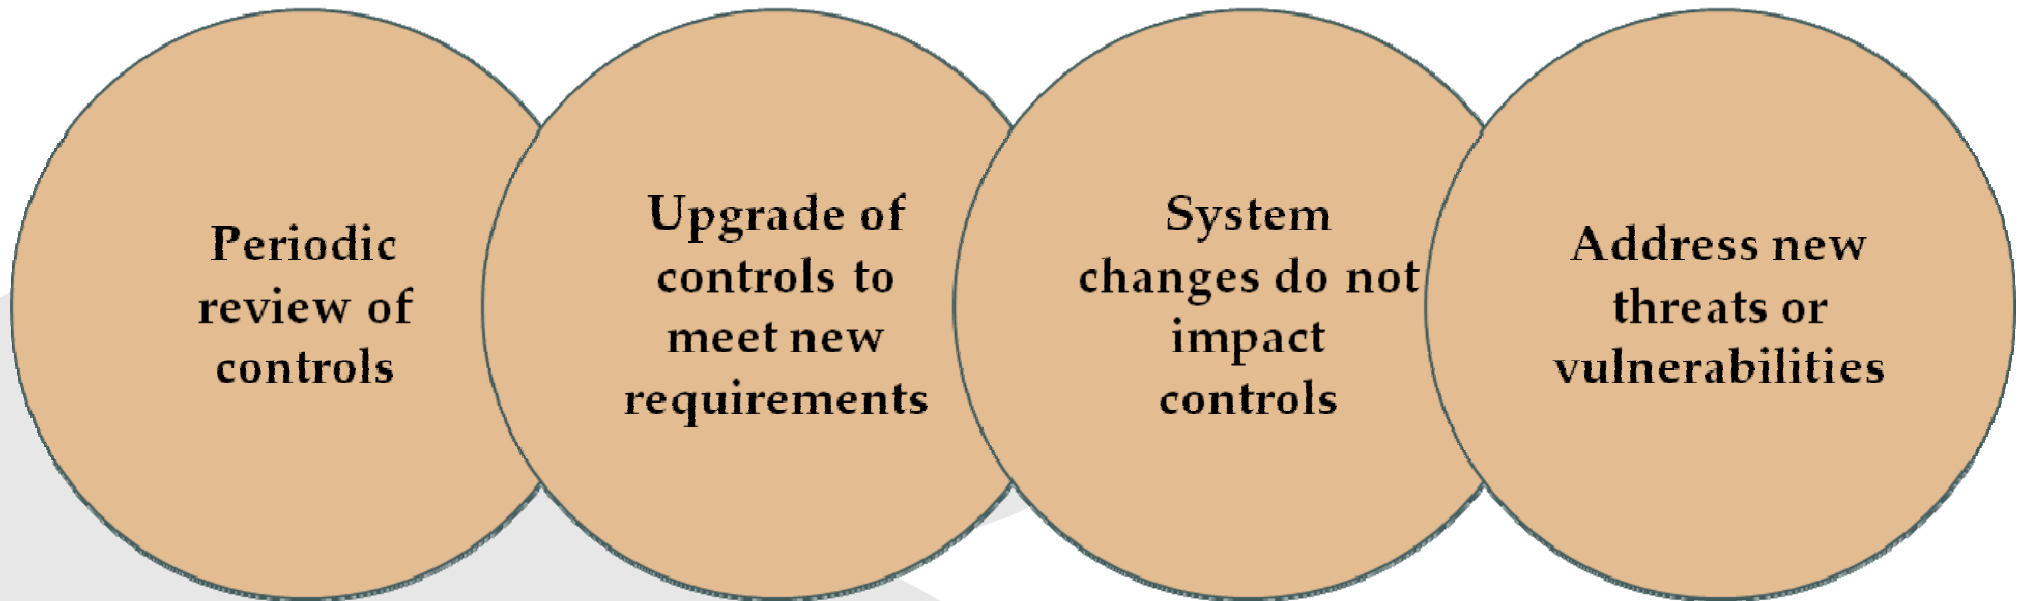 Periodic
review of
controls
Upgrade of
controls to
meet new
requirements
System
changes do not
impact
controls
Address new
threats or
vulnerabilities